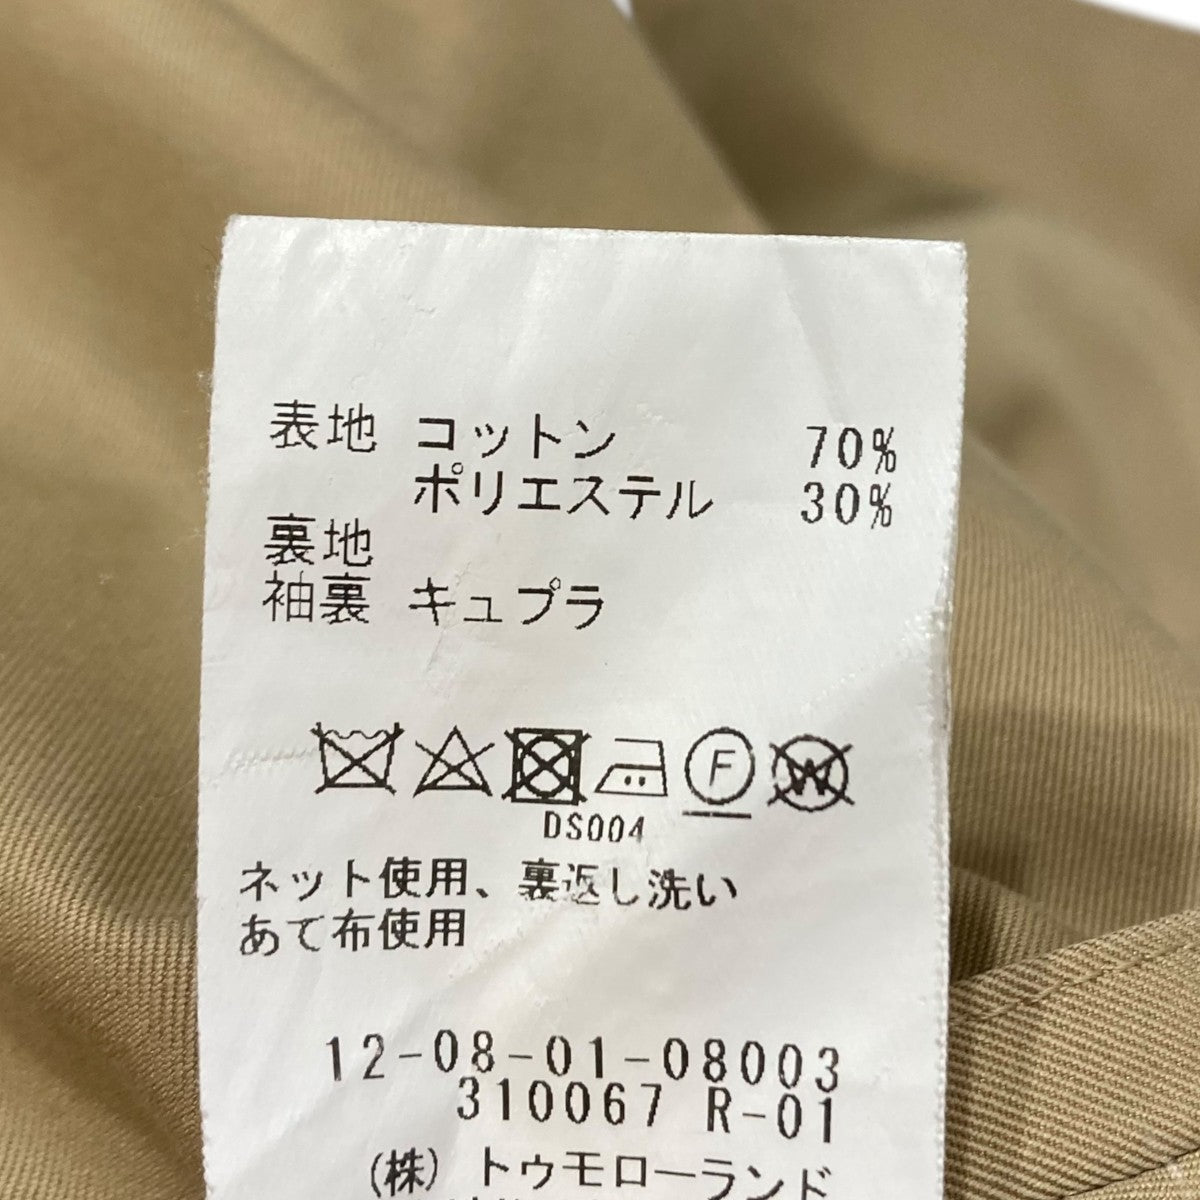 表地 コットン 70%
ポリエステル 30%
裏地
袖裏 キュプラ
F W
DS004
ネット使用、裏返し洗い
あて布使用
12-08-01-08003
310067 R-01
(株) トゥモローランド